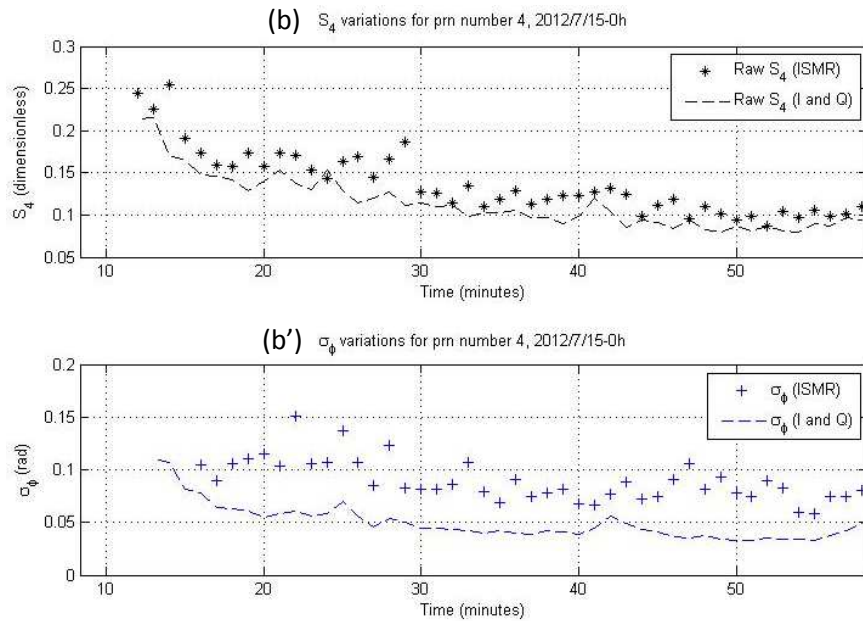 (b) S4 variations for prn number 4, 2012/7/15-0h
0.3
0.25
0.2
0.15
0.1
0.05
S4 (dimensionless)
Raw S4 (ISMR)
Raw S4 (I and Q)
10 20 30 40 50
Time (minutes)
(b’) σϕ variations for prn number 4, 2012/7/15-0h
0.2
0.15
0.1
0.05
0
σϕ (rad)
σϕ (ISMR)
σϕ (I and Q)
10 20 30 40 50
Time (minutes)